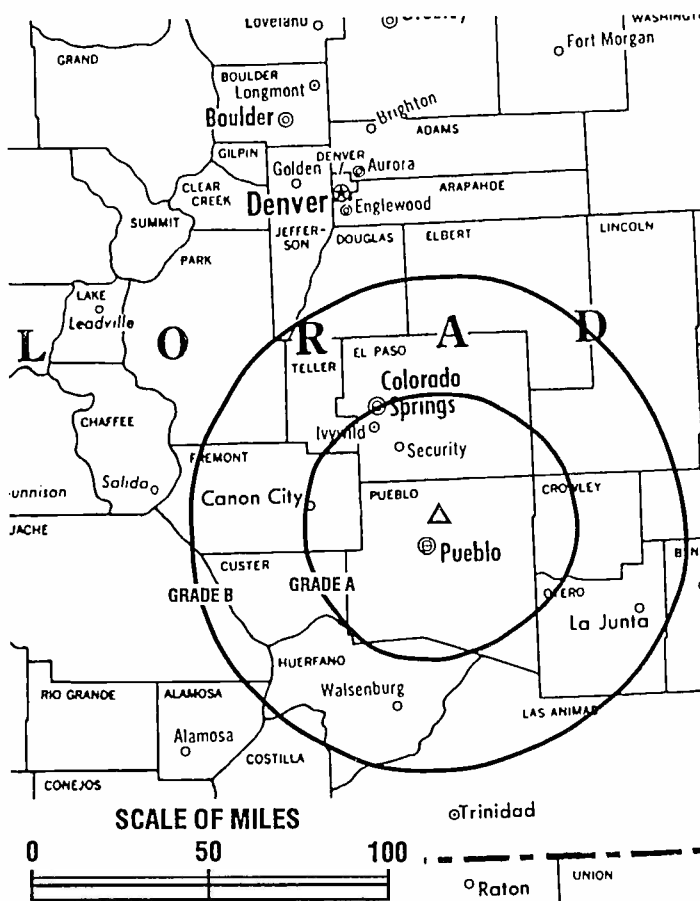 Loveland
WASHINGT
Fort Morgan
GRAND
BOULDER
Longmont
Boulder
Brighton
ADAMS
GILPIN
DENVER
Golden
Aurora
CLEAR
CREEK
ARAPAHOE
Denver
Englewood
SUMMIT
JEFFER-
SON
DOUGLAS
ELBERT
LINCOLN
PARK
LAKE
Leadville
L O R A D
TELLER
EL PASO
Colorado
Springs
CHAFFEE
Ivywild
Security
FREMONT
Salida
unnison
Canon City
PUEBLO
CROWLEY
UACHE
Pueblo
BEN
CUSTER
GRADE B
GRADE A
OTERO
La Junta
HUERFANO
RIO GRANDE
ALAMOSA
Walsenburg
LAS ANIMAS
Alamosa
COSTILLA
CONEJOS
SCALE OF MILES
Trinidad
0 50 100
Raton
UNION